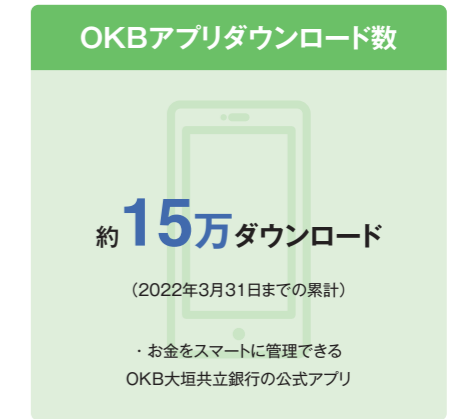 OKBアプリダウンロード数
約15万ダウンロード
（2022年3月31日までの累計）
・お金をスマートに管理できる
OKB大垣共立銀行の公式アプリ